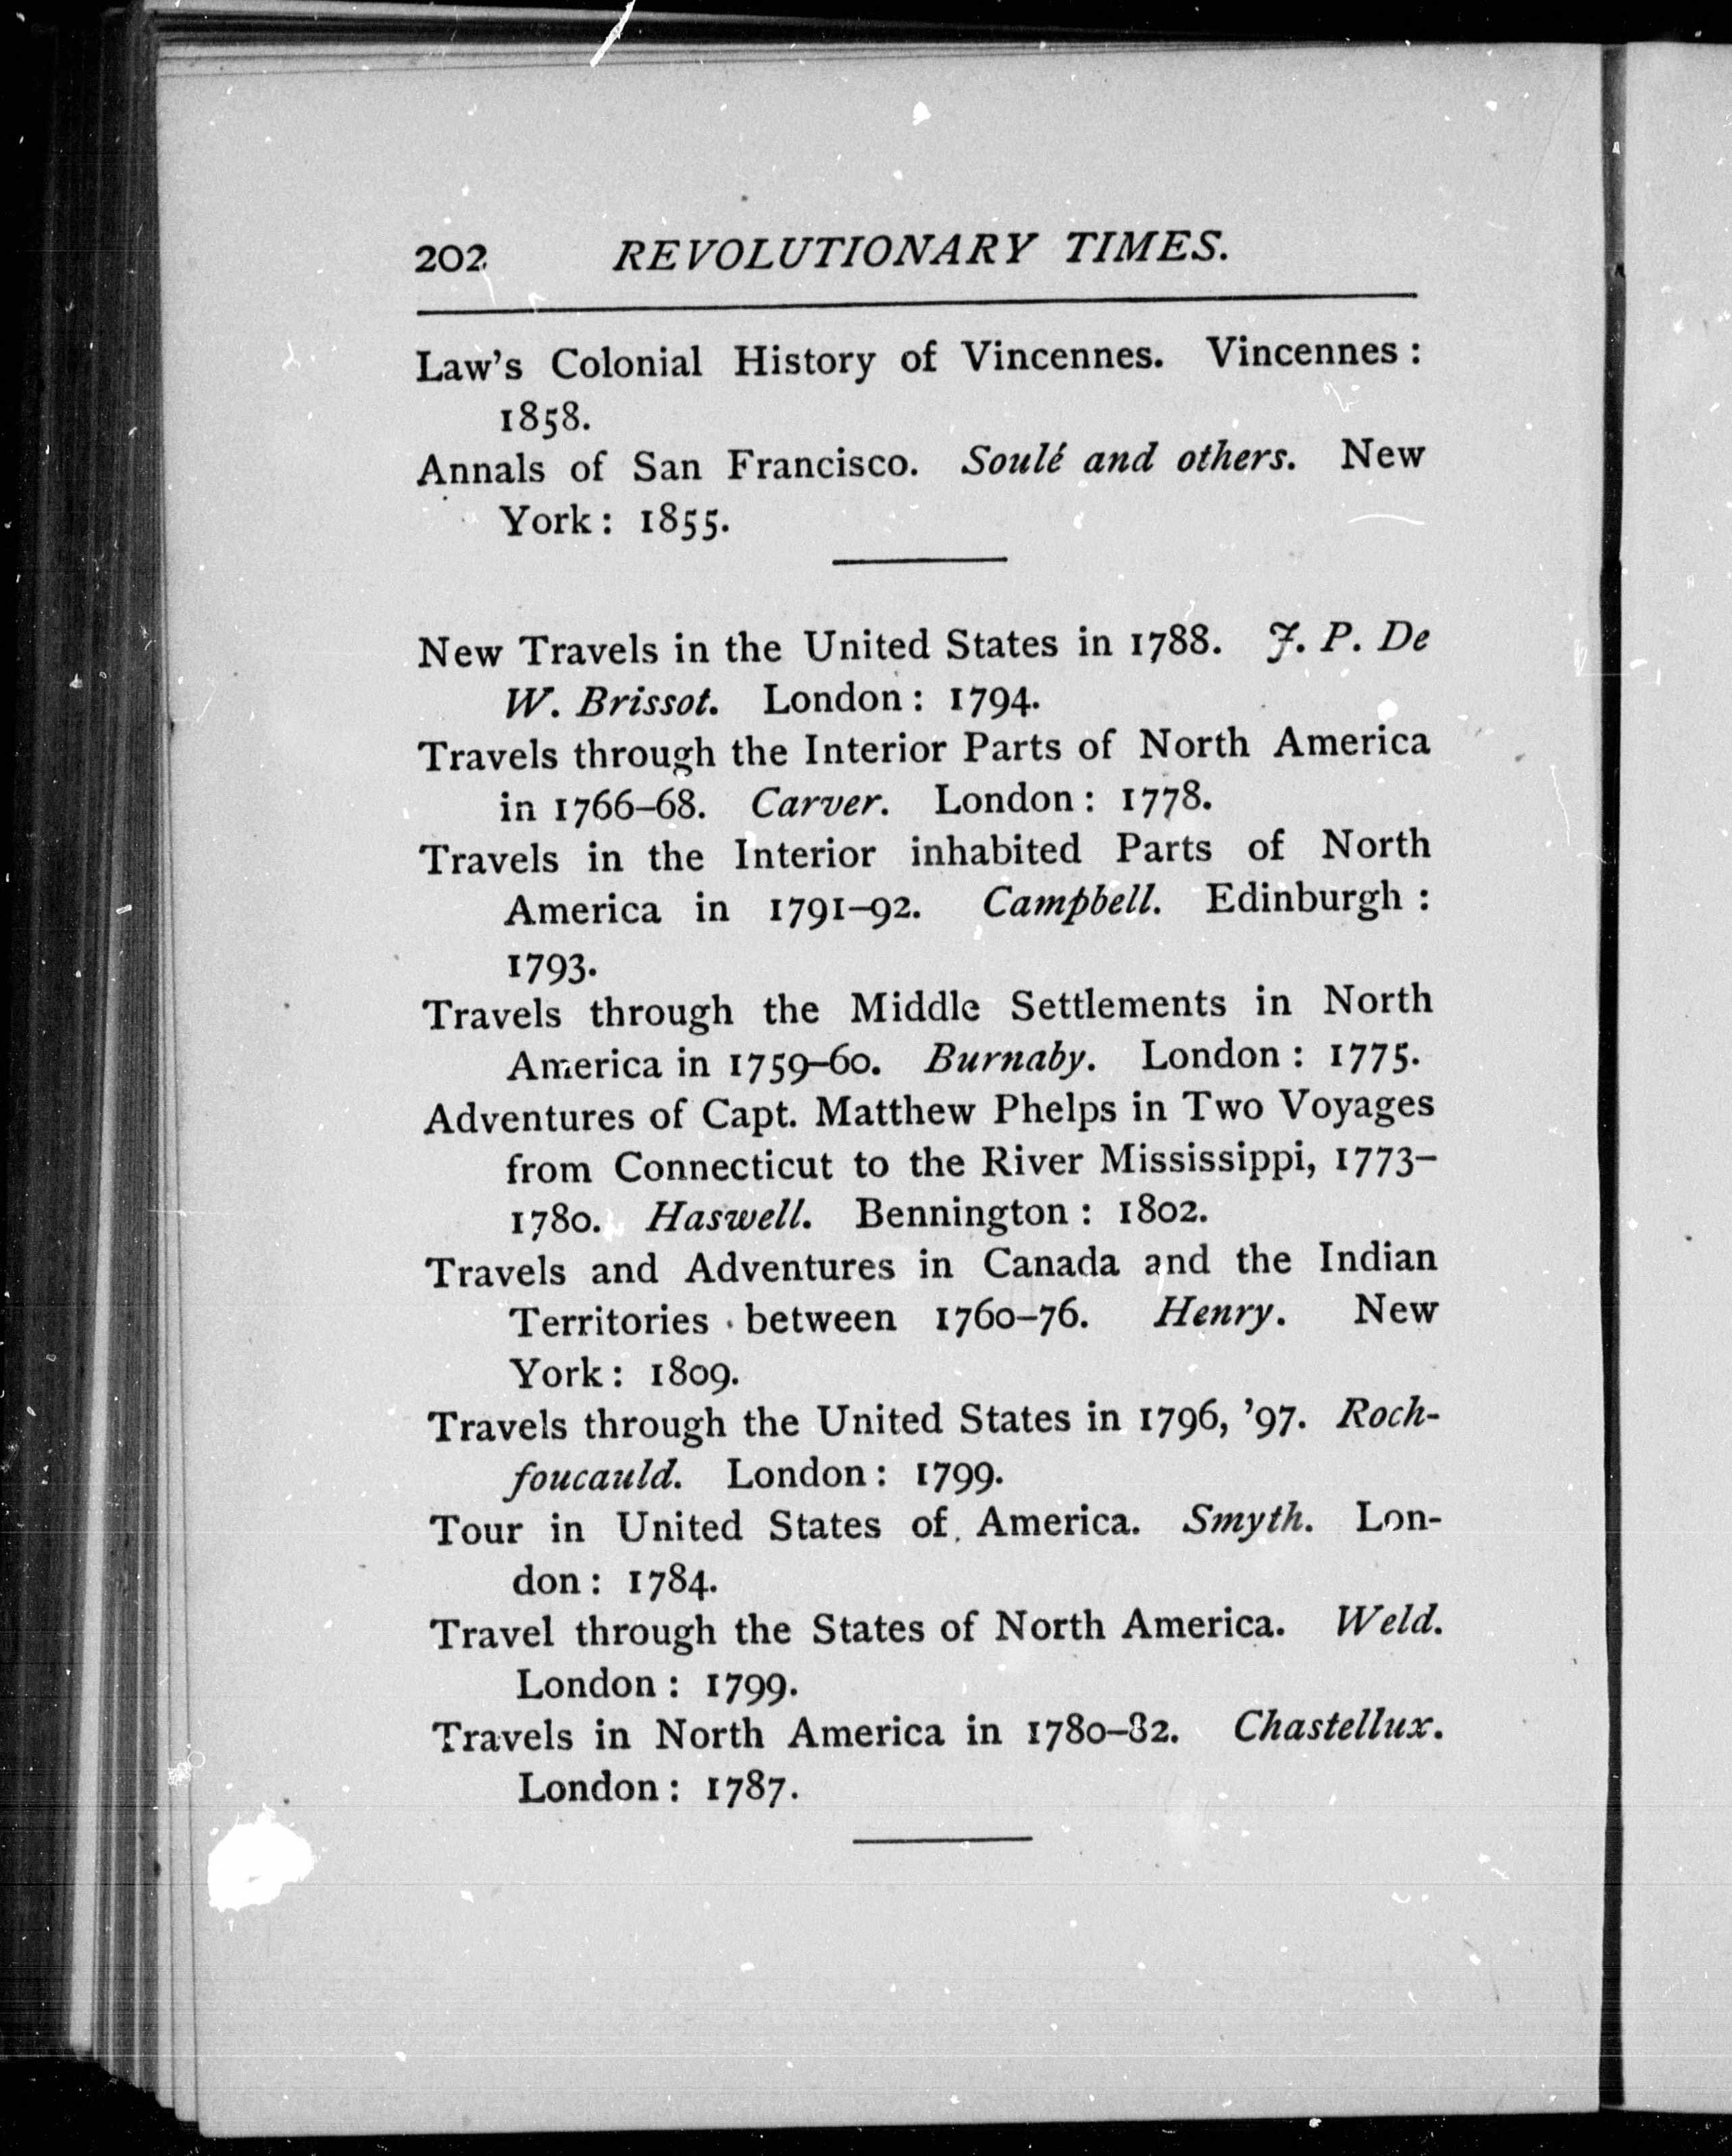 202 REVOLUTIONARY TIMES.
Law's Colonial History of Vincennes. Vincennes:
1858.
Annals of San Francisco. Soulé and others. New
York: 1855.
New Travels in the United States in 1788. J. P. De
W. Brissot. London: 1794.
Travels through the Interior Parts of North America
in 1766–68. Carver. London: 1778.
Travels in the Interior inhabited Parts of North
America in 1791–92. Campbell. Edinburgh:
1793.
Travels through the Middle Settlements in North
America in 1759–60. Burnaby. London: 1775.
Adventures of Capt. Matthew Phelps in Two Voyages
from Connecticut to the River Mississippi, 1773–
1780. Haswell. Bennington: 1802.
Travels and Adventures in Canada and the Indian
Territories between 1760–76. Henry. New
York: 1809.
Travels through the United States in 1796, '97. Roch-
foucauld. London: 1799.
Tour in United States of America. Smyth. Lon-
don: 1784.
Travel through the States of North America. Weld.
London: 1799.
Travels in North America in 1780–82. Chastellux.
London: 1787.